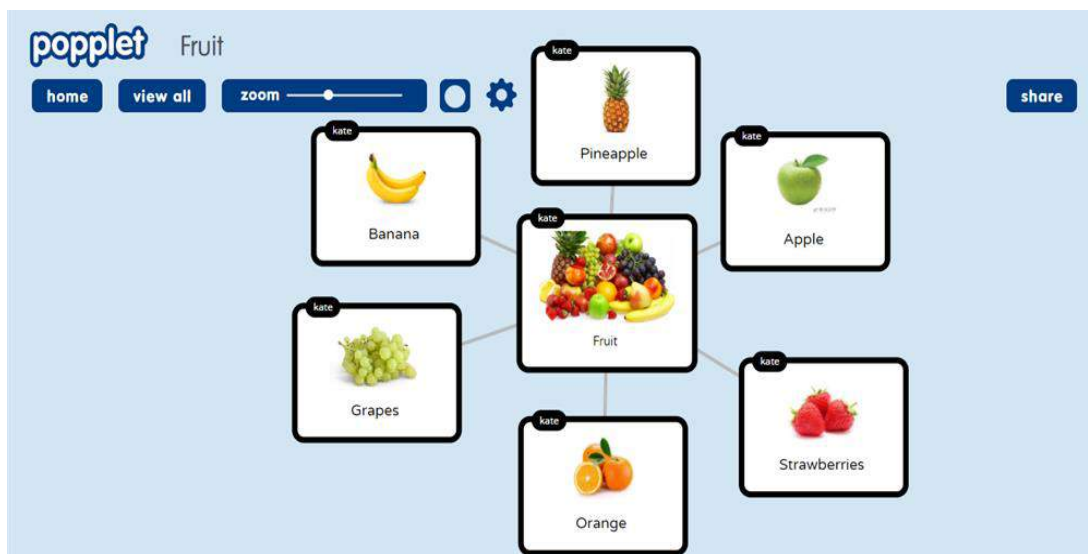 popplet Fruit
home view all zoom share
kate
Pineapple
kate
Banana
kate
Apple
kate
Fruit
kate
Grapes
kate
Strawberries
kate
Orange